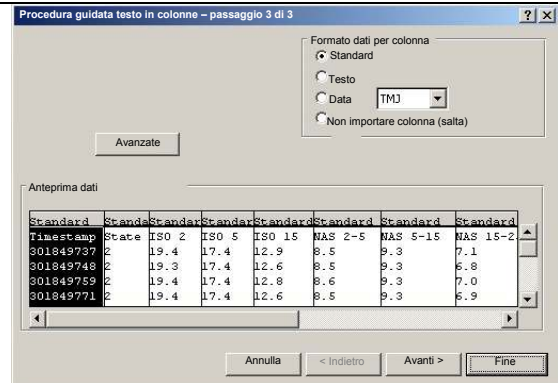 Procedura guidata testo in colonne – passaggio 3 di 3
Formato dati per colonna
Standard
Testo
Data TMJ
Non importare colonna (salta)
Avanzate
Anteprima dati
Standard Standa Standar Standar Standard Standard Standard Standard
Timestamp State ISO 2 ISO 5 ISO 15 NAS 2-5 NAS 5-15 NAS 15-2
301849737 2 19.4 17.4 12.9 8.5 9.3 7.1
301849748 2 19.3 17.4 12.6 8.5 9.3 6.8
301849759 2 19.4 17.4 12.8 8.6 9.3 7.0
301849771 2 19.4 17.4 12.6 8.5 9.3 6.9
Annulla < Indietro Avanti > Fine